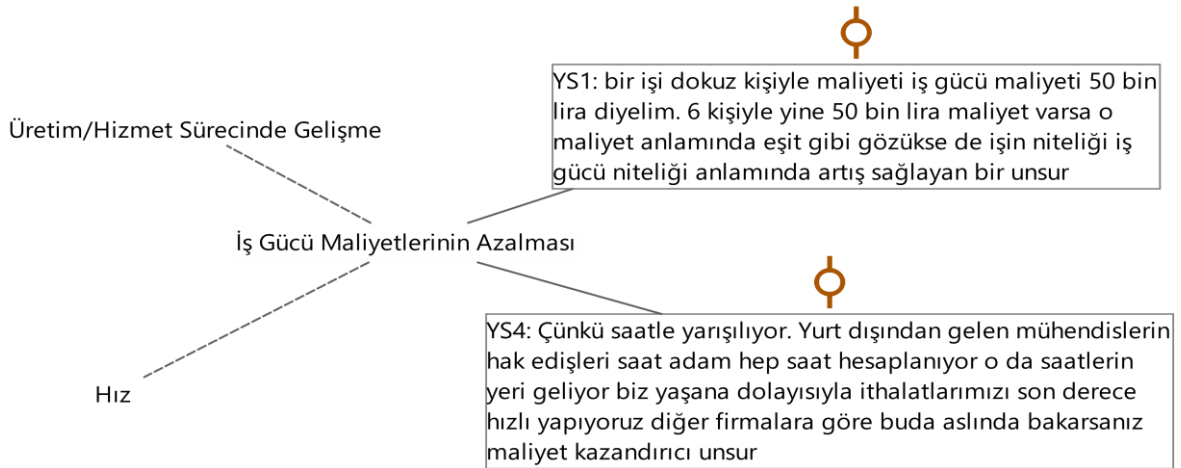 YS1: bir işi dokuz kişiyle maliyeti iş gücü maliyeti 50 bin
lira diyelim. 6 kişiyle yine 50 bin lira maliyet varsa o
maliyet anlamında eşit gibi gözükse de işin niteliği iş
gücü niteliği anlamında artış sağlayan bir unsur
Üretim/Hizmet Sürecinde Gelişme
İş Gücü Maliyetlerinin Azalması
YS4: Çünkü saatle yarışılıyor. Yurt dışından gelen mühendislerin
hak edişleri saat adam hep saat hesaplanıyor o da saatlerin
yeri geliyor biz yaşana dolayısıyla ithalatlarımızı son derece
hızlı yapıyoruz diğer firmalara göre buda aslında bakarsanız
maliyet kazandırıcı unsur
Hız